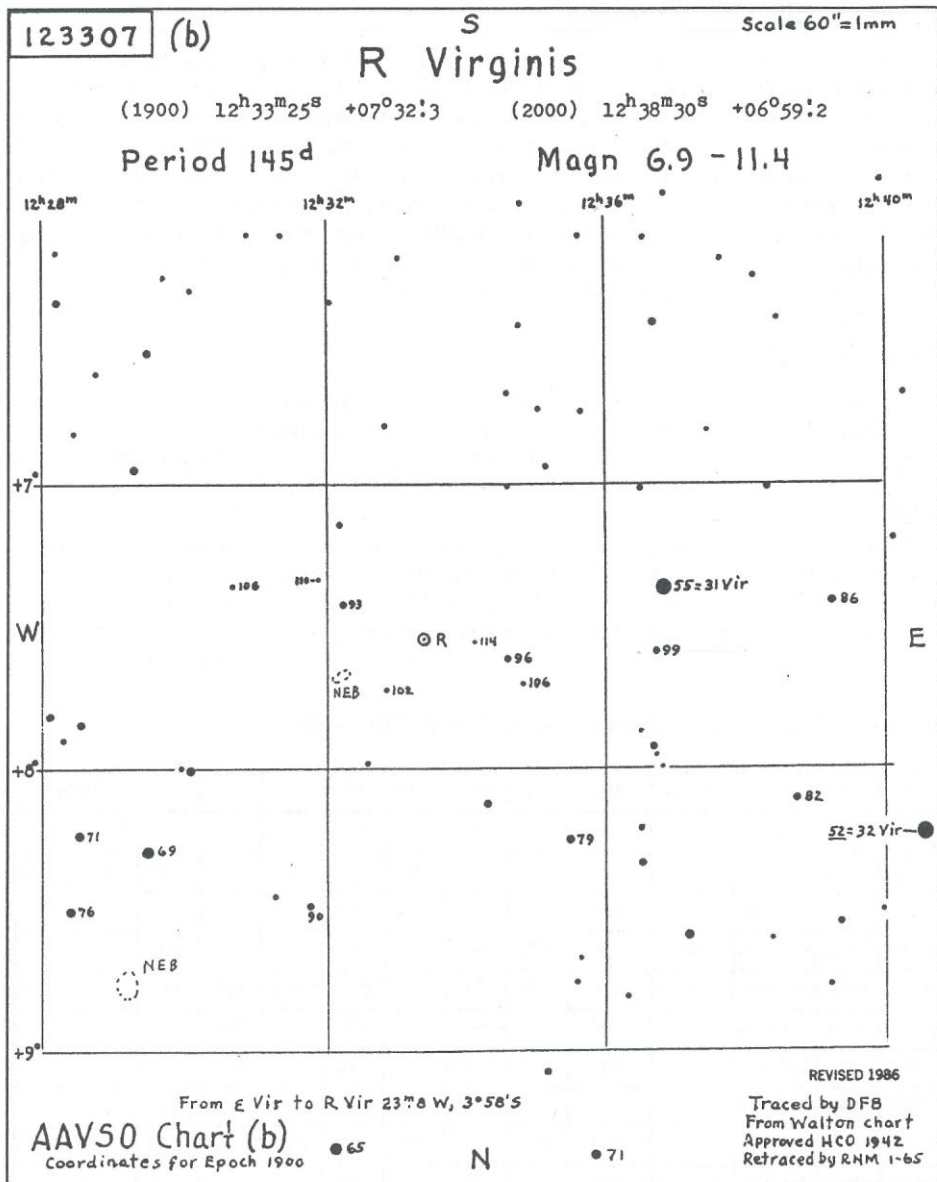 123307 (b)
S
Scale 60"=1mm
R Virginis
(1900) 12h33m25s +07°32!3 (2000) 12h38m30s +06°59!2
Period 145d Magn 6.9 - 11.4
12h28m 12h32m 12h36m 12h40m
+7°
106 110
93
55=31 Vir
86
W
R 114
96
99
E
NEB 102 106
+8°
82
52=32 Vir
71
69
79
76
90
NEB
+9°
REVISED 1986
From ε Vir to R Vir 23m.8 W, 3°58'S
Traced by DFB
From Walton chart
Approved HCO 1942
Retraced by RNM 1-65
AAVSO Chart (b)
Coordinates for Epoch 1900
65
N
71